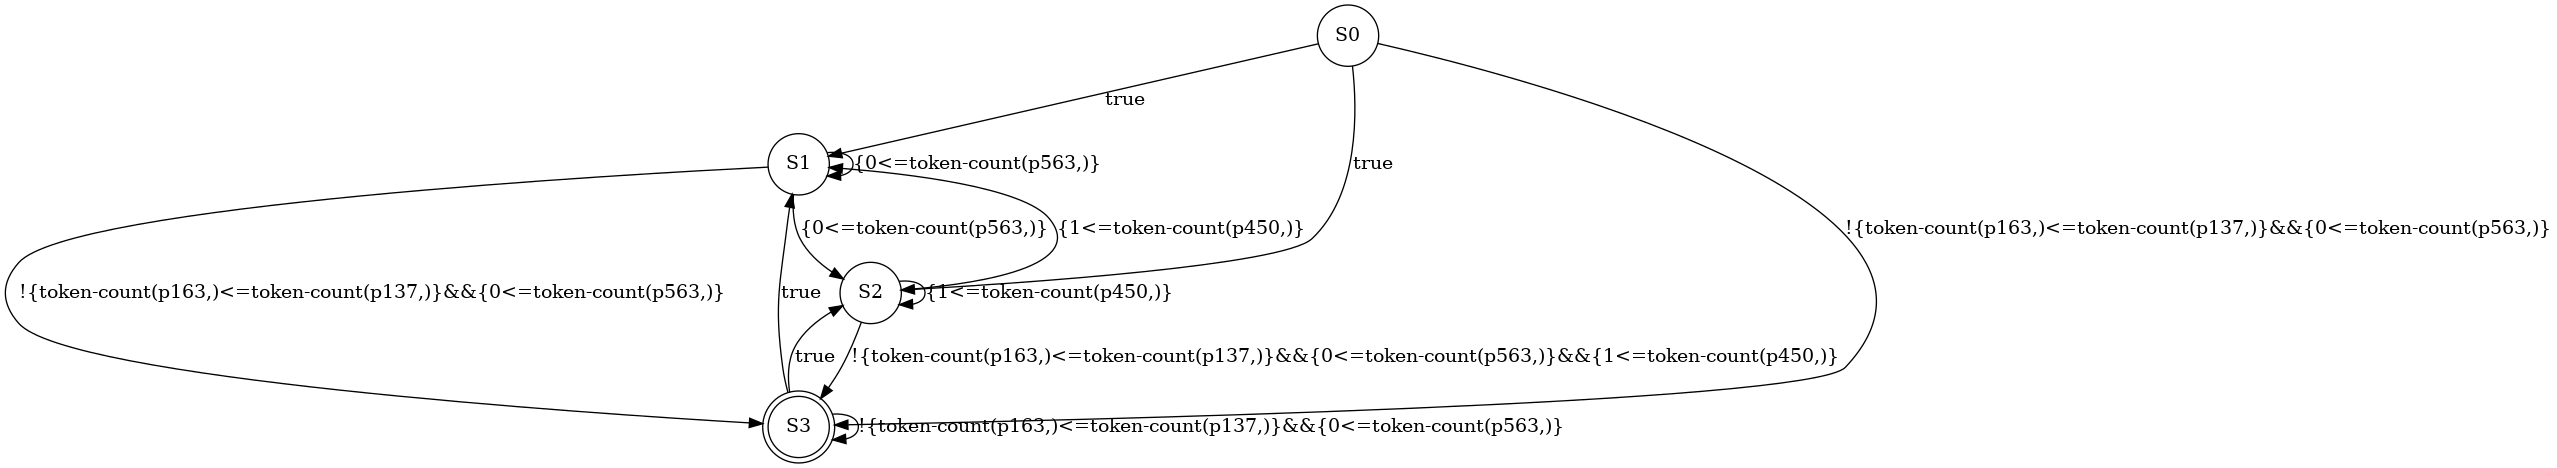 S0
true
S1
{0<=token-count(p563,)}
true
{0<=token-count(p563,)}
{1<=token-count(p450,)}
!{token-count(p163,)<=token-count(p137,)}&&{0<=token-count(p563,)}
!{token-count(p163,)<=token-count(p137,)}&&{0<=token-count(p563,)}
true
S2
{1<=token-count(p450,)}
true
!{token-count(p163,)<=token-count(p137,)}&&{0<=token-count(p563,)}&&{1<=token-count(p450,)}
S3
!{token-count(p163,)<=token-count(p137,)}&&{0<=token-count(p563,)}